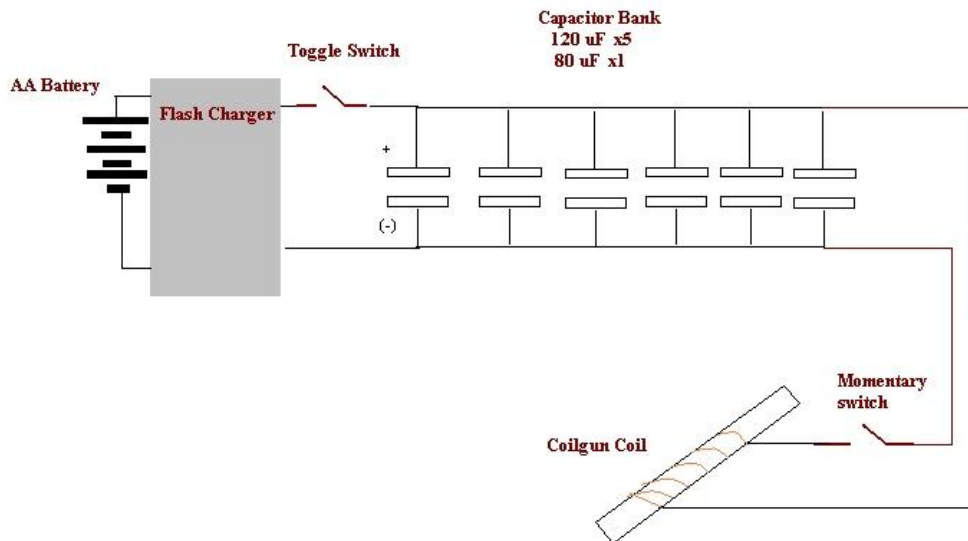 Capacitor Bank
120 uF x5
80 uF x1
Toggle Switch
AA Battery
Flash Charger
+
(-)
Momentary
switch
Coilgun Coil